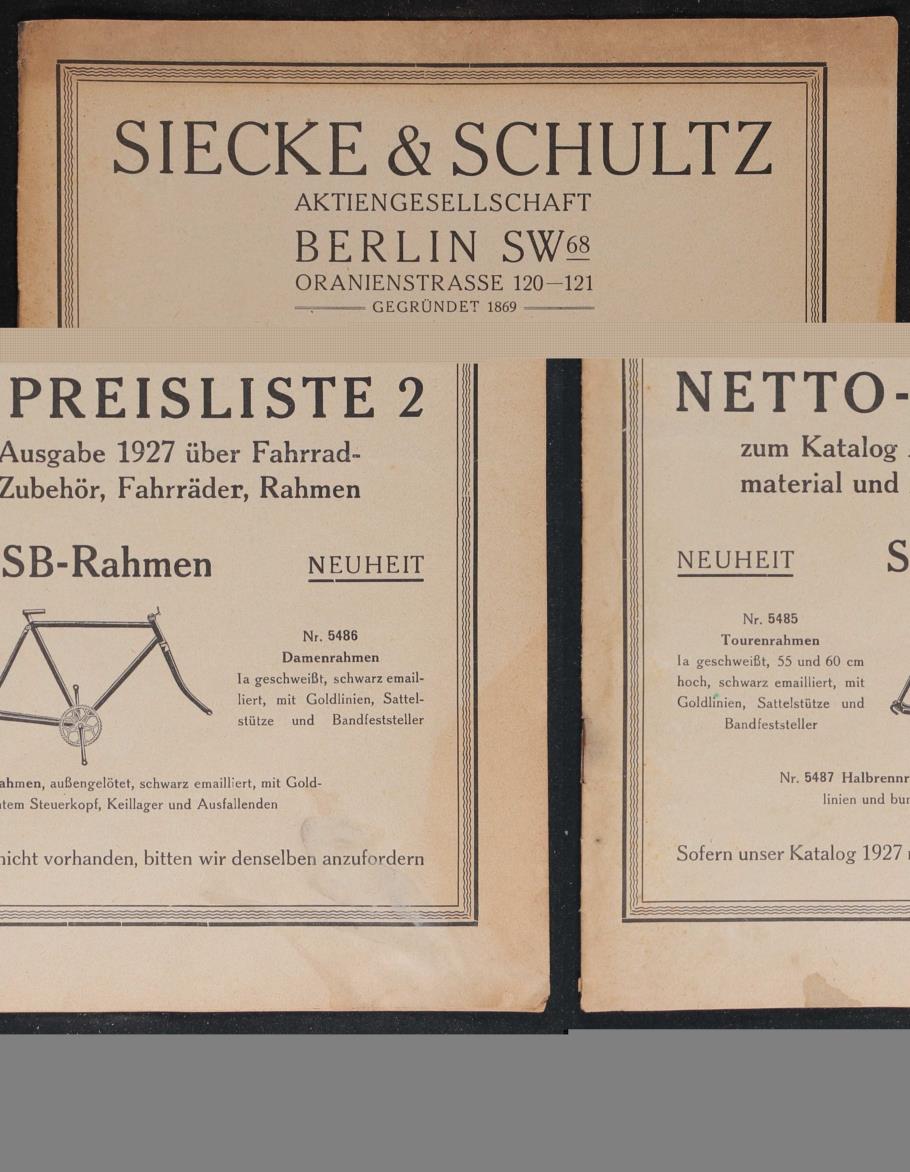 SIECKE & SCHULTZ
AKTIENGESELLSCHAFT
BERLIN SW68
ORANIENSTRASSE 120—121
GEGRÜNDET 1869
PREISLISTE 2
Ausgabe 1927 über Fahrrad-
Zubehör, Fahrräder, Rahmen
SB-Rahmen
NEUHEIT
Nr. 5486
Damenrahmen
Ia geschweißt, schwarz email-
liert, mit Goldlinien, Sattel-
stütze und Bandfeststeller
außengelötet, schwarz emailliert, mit Gold-
Steuerkopf, Keillager und Ausfallenden
nicht vorhanden, bitten wir denselben anzufordern
NETTO-
zum Katalog
material und
NEUHEIT
S
Nr. 5485
Tourenrahmen
Ia geschweißt, 55 und 60 cm
hoch, schwarz emailliert, mit
Goldlinien, Sattelstütze und
Bandfeststeller
Nr. 5487 Halbrennr
linien und bun
Sofern unser Katalog 1927